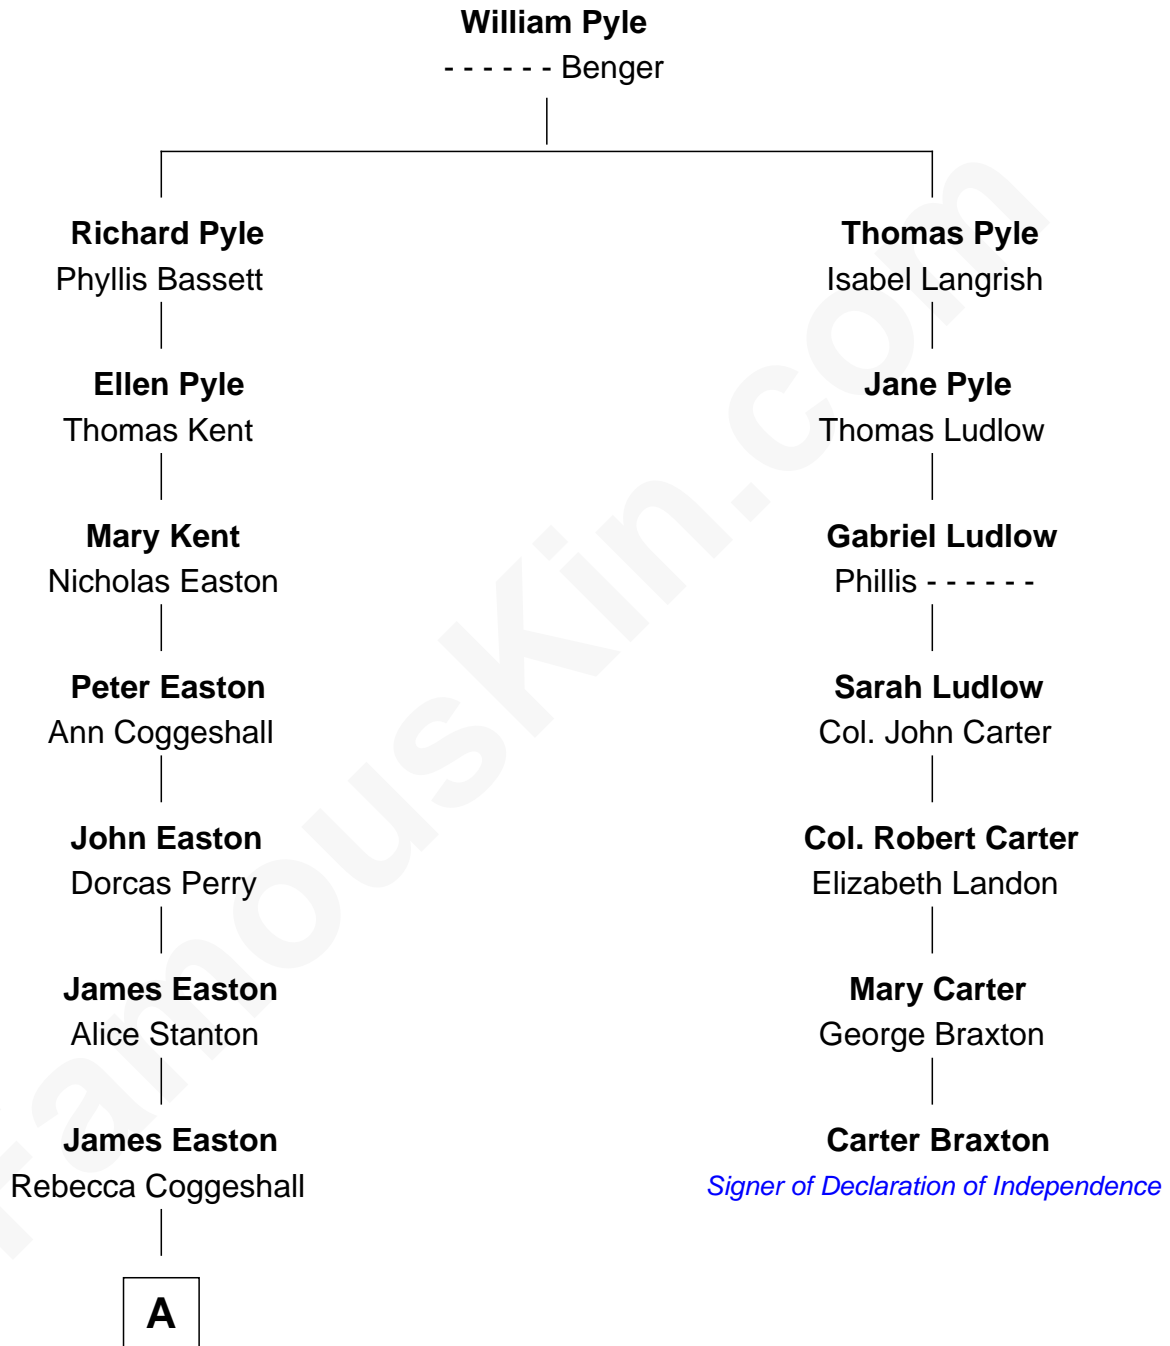 William Pyle
- - - - - - Benger
Richard Pyle
Phyllis Bassett
Ellen Pyle
Thomas Kent
Mary Kent
Nicholas Easton
Peter Easton
Ann Coggeshall
John Easton
Dorcas Perry
James Easton
Alice Stanton
James Easton
Rebecca Coggeshall
A
Thomas Pyle
Isabel Langrish
Jane Pyle
Thomas Ludlow
Gabriel Ludlow
Phillis - - - - - -
Sarah Ludlow
Col. John Carter
Col. Robert Carter
Elizabeth Landon
Mary Carter
George Braxton
Carter Braxton
Signer of Declaration of Independence
FamousKin.com